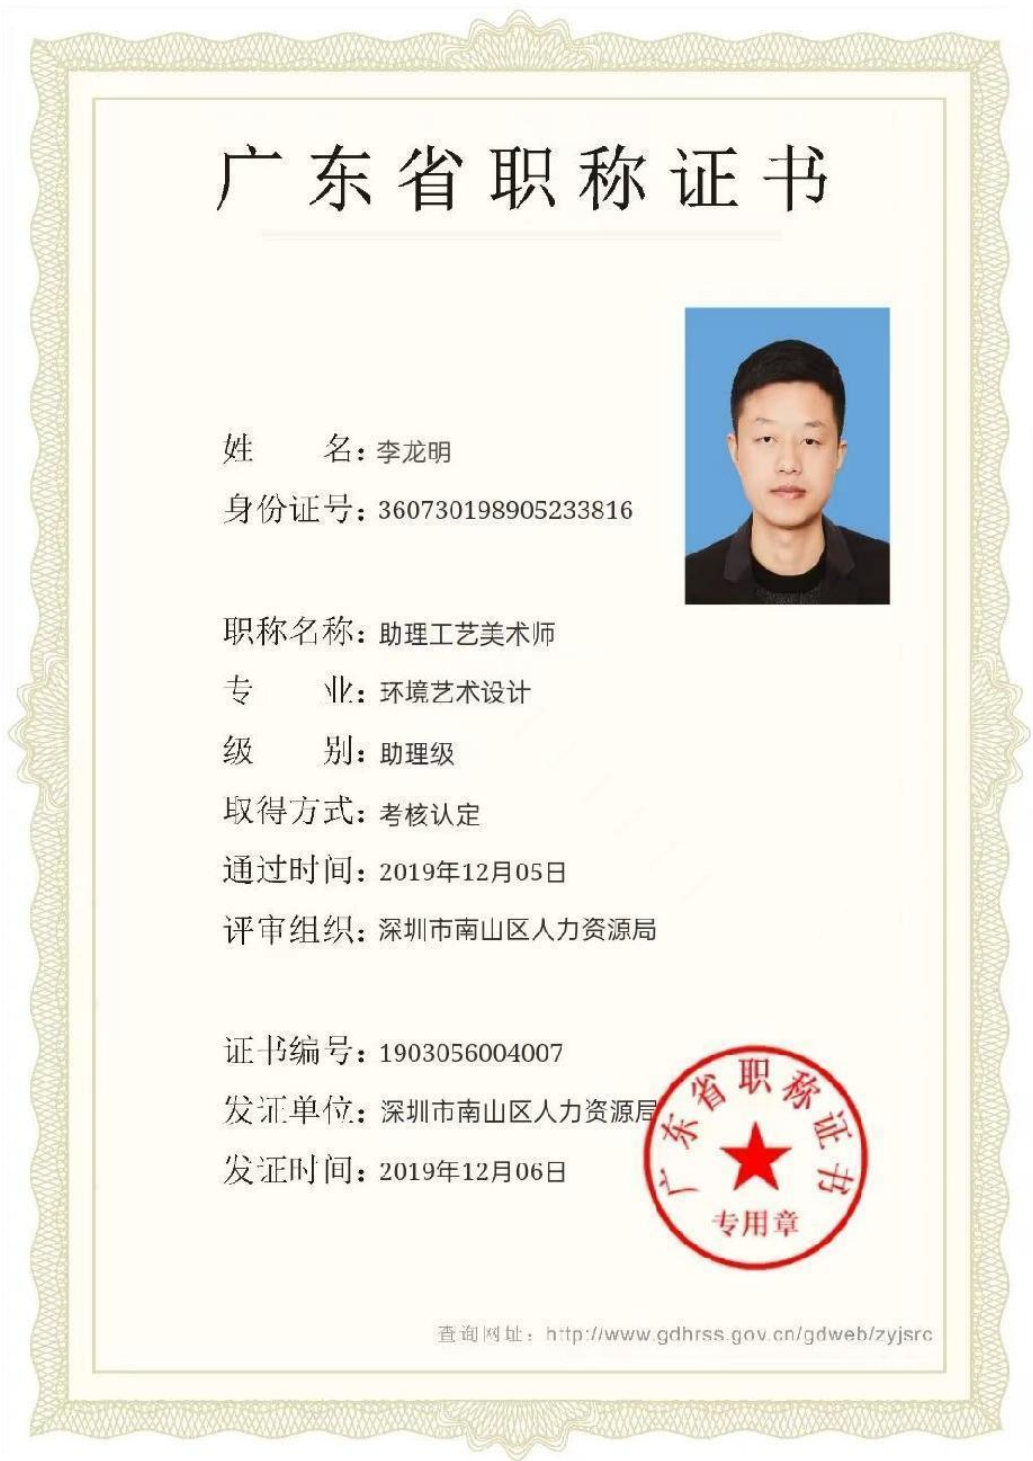 广东省职称证书
姓 名：李龙明
身份证号：360730198905233816
职称名称：助理工艺美术师
专 业：环境艺术设计
级 别：助理级
取得方式：考核认定
通过时间：2019年12月05日
评审组织：深圳市南山区人力资源局
证书编号：1903056004007
发证单位：深圳市南山区人力资源局
发证时间：2019年12月06日
广东省职称证书
专用章
查询网址：http://www.gdhrss.gov.cn/gdweb/zyjsrc